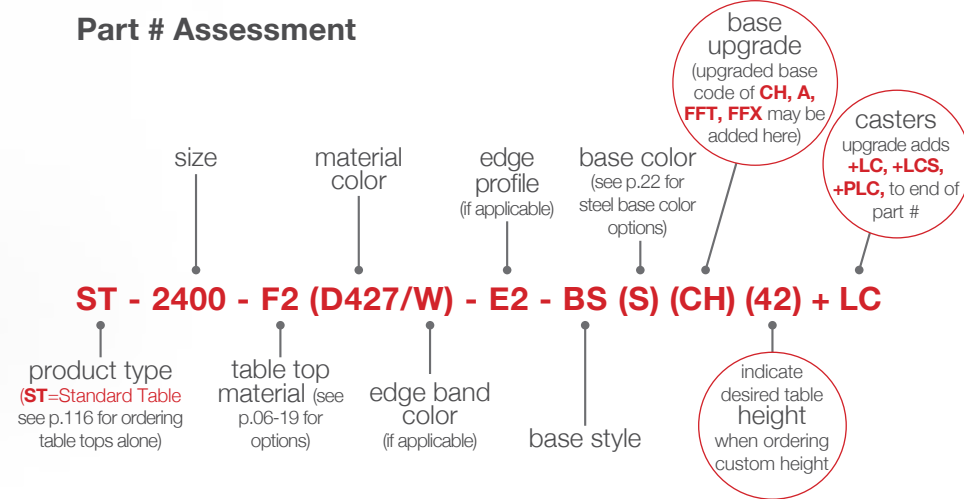 Part # Assessment
base
upgrade
(upgraded base
code of CH, A,
FFT, FFX may be
added here)
casters
upgrade adds
+LC, +LCS,
+PLC, to end of
part #
size
material
color
edge
profile
(if applicable)
base color
(see p.22 for
steel base color
options)
ST - 2400 - F2 (D427/W) - E2 - BS (S) (CH) (42) + LC
product type
(ST=Standard Table
see p.116 for ordering
table tops alone)
table top
material (see
p.06-19 for
options)
edge band
color
(if applicable)
base style
indicate
desired table
height
when ordering
custom height